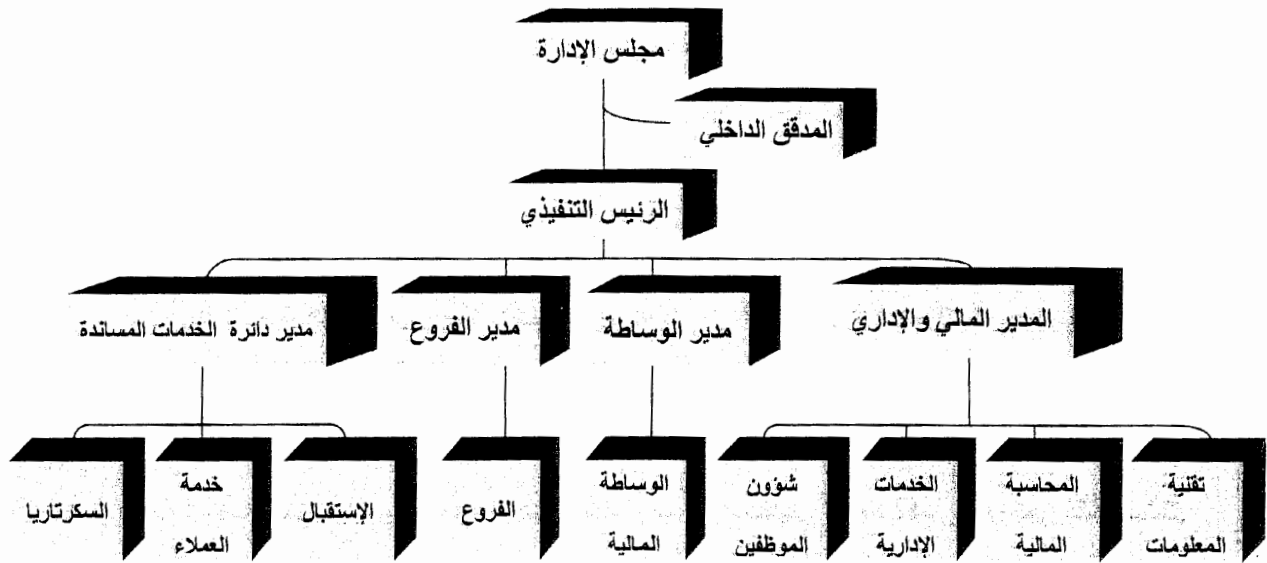 مجلس الإدارة
المدقق الداخلي
الرئيس التنفيذي
المدير المالي والإداري
مدير الوساطة
مدير الفروع
مدير دائرة الخدمات المساندة
تقنية
المعلومات
المحاسبة
المالية
الخدمات
الإدارية
شؤون
الموظفين
الوساطة
المالية
الفروع
الإستقبال
خدمة
العملاء
السكرتاريا